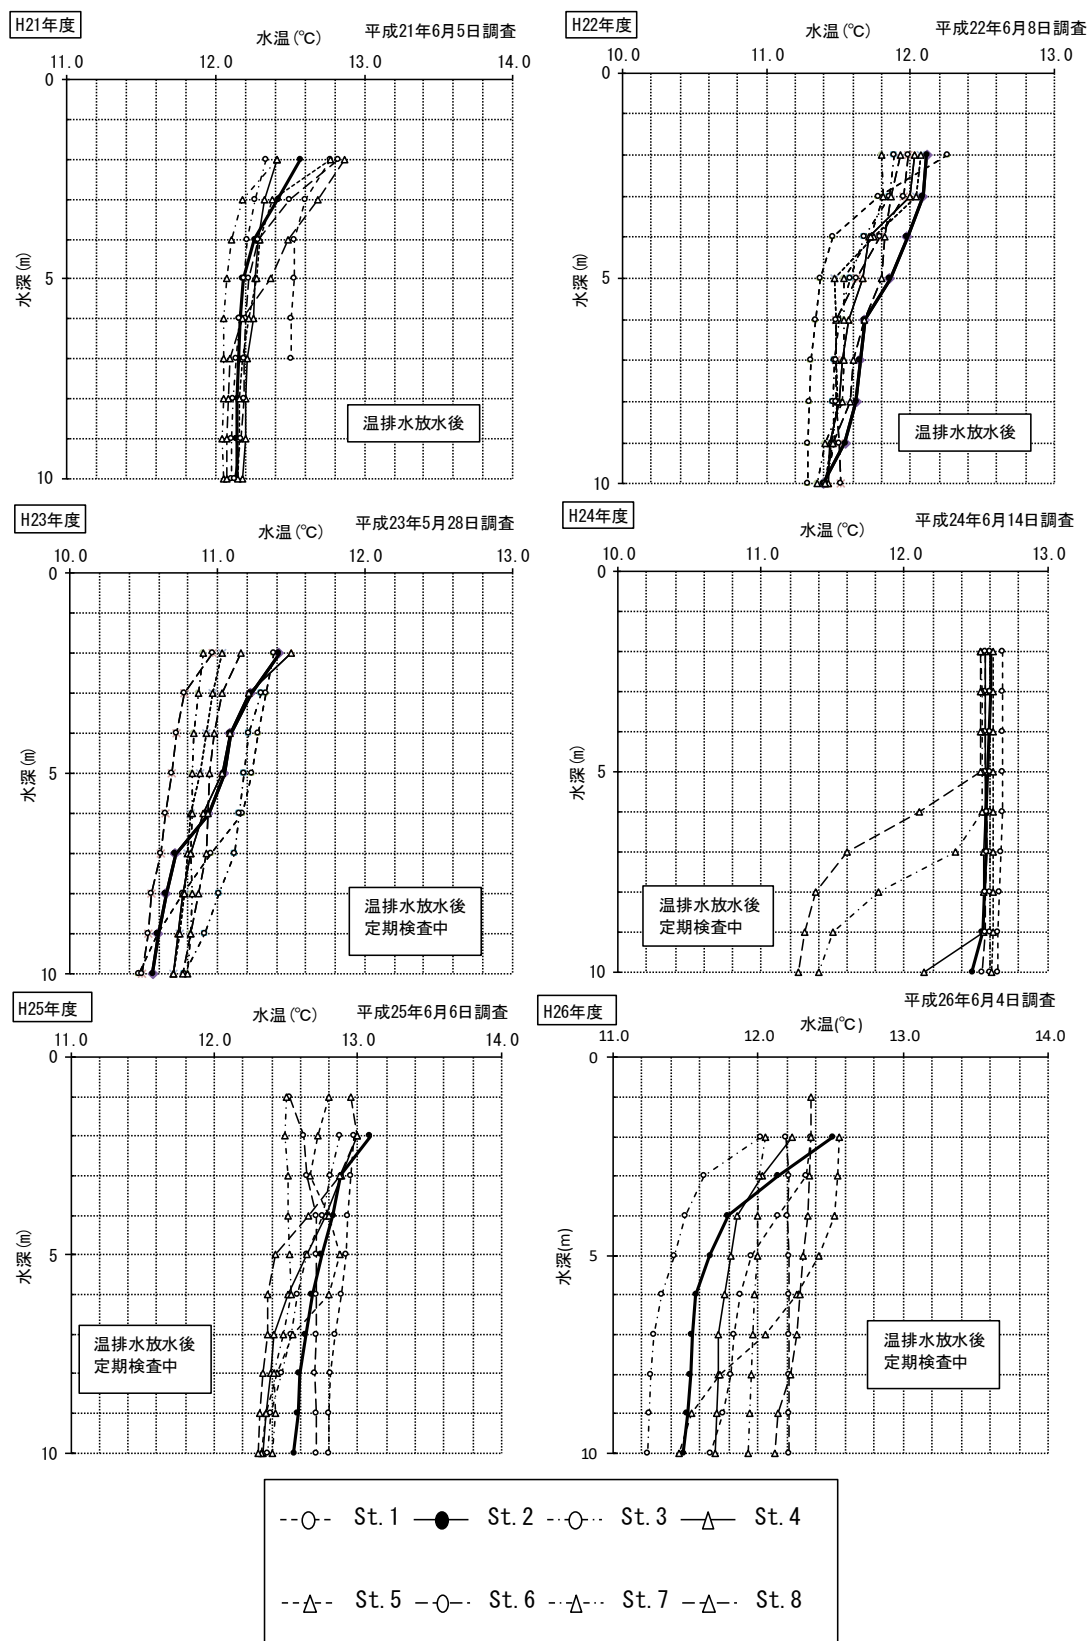 H21年度
水温(℃)
平成21年6月5日調査
11.0 12.0 13.0 14.0
0
5
10
水深(m)
温排水放水後
H22年度
水温(℃)
平成22年6月8日調査
10.0 11.0 12.0 13.0
0
5
10
水深(m)
温排水放水後
H23年度
水温(℃)
平成23年5月28日調査
10.0 11.0 12.0 13.0
0
5
10
水深(m)
温排水放水後
定期検査中
H24年度
水温(℃)
平成24年6月14日調査
10.0 11.0 12.0 13.0
0
5
10
水深(m)
温排水放水後
定期検査中
H25年度
水温(℃)
平成25年6月6日調査
11.0 12.0 13.0 14.0
0
5
10
水深(m)
温排水放水後
定期検査中
H26年度
水温(℃)
平成26年6月4日調査
11.0 12.0 13.0 14.0
0
5
10
水深(m)
温排水放水後
定期検査中
St.1 St.2 St.3 St.4
St.5 St.6 St.7 St.8